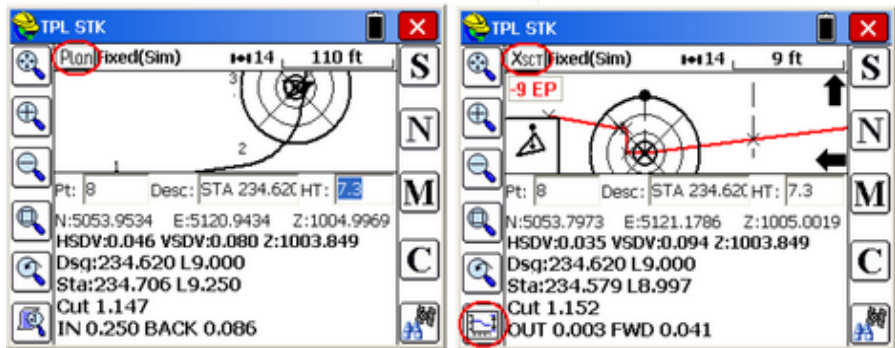 TPL STK
Plan Fixed(Sim) 14 110 ft
S
3
N
2
1
Pt: 8 Desc: STA 234.620 HT: 7.3
M
N:5053.9534 E:5120.9434 Z:1004.9969
HSDV:0.046 VSDV:0.080 Z:1003.849
Dsg:234.620 L9.000
C
Sta:234.706 L9.250
Cut 1.147
IN 0.250 BACK 0.086
TPL STK
XSCT Fixed(Sim) 14 9 ft
S
-9 EP
N
Pt: 8 Desc: STA 234.620 HT: 7.3
M
N:5053.7973 E:5121.1786 Z:1005.0019
HSDV:0.035 VSDV:0.094 Z:1003.849
Dsg:234.620 L9.000
C
Sta:234.579 L8.997
Cut 1.152
OUT 0.003 FWD 0.041